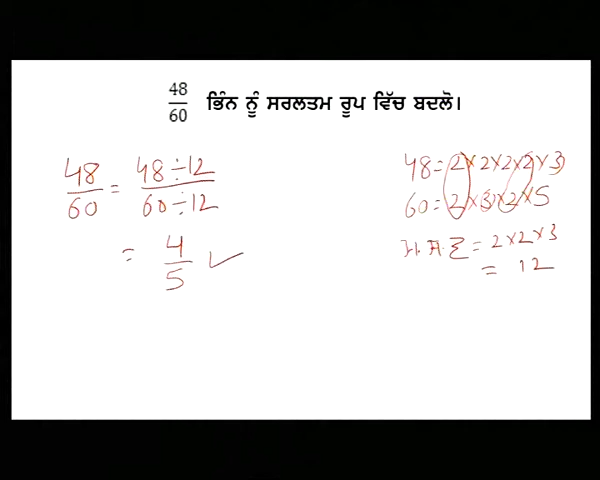 48/60 ਭਿੰਨ ਨੂੰ ਸਰਲਤਮ ਰੂਪ ਵਿੱਚ ਬਦਲੋ।
48/60 = 48÷12/60÷12
= 4/5 ✓
48=2×2×2×2×3
60=2×3×2×5
ਮ.ਸ.ਵ = 2×2×3
= 12